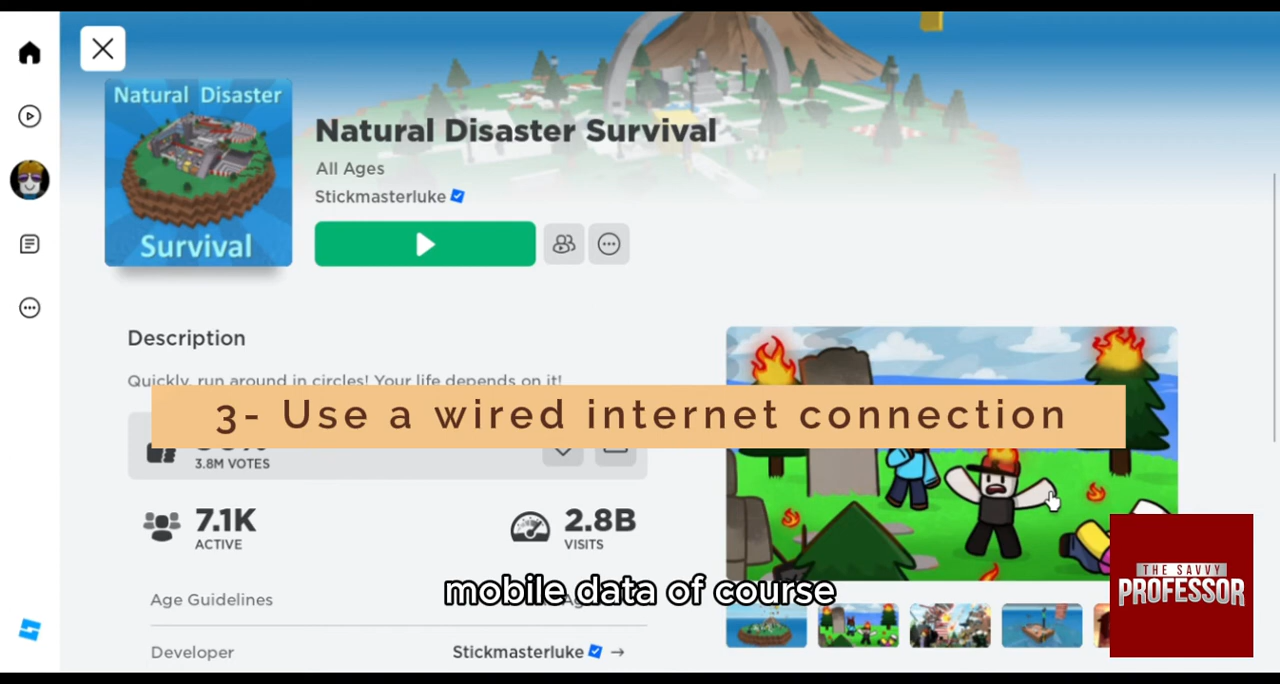 Natural Disaster
Survival
Natural Disaster Survival
All Ages
Stickmasterluke
Description
Quickly, run around in circles! Your life depends on it!
3- Use a wired internet connection
3.8M VOTES
7.1K
ACTIVE
2.8B
VISITS
mobile data of course
Age Guidelines
Developer
Stickmasterluke →
THE SAVVY
PROFESSOR